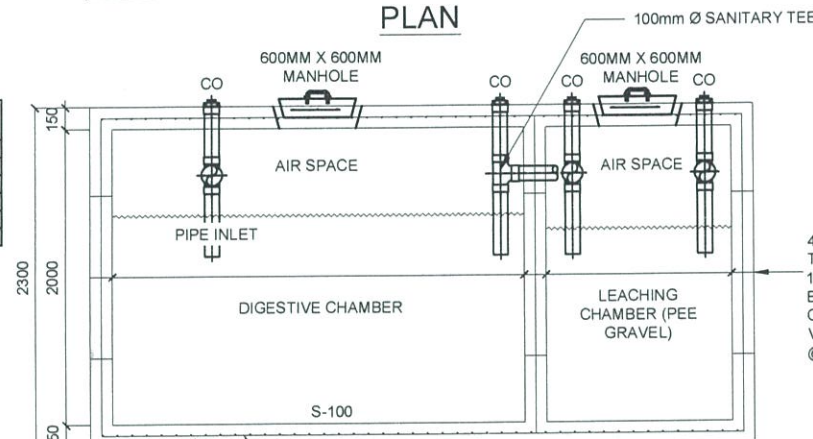 PLAN
100mm Ø SANITARY TEE
600MM X 600MM
MANHOLE
600MM X 600MM
MANHOLE
CO
CO
CO
CO
150
AIR SPACE
AIR SPACE
PIPE INLET
2300
2000
DIGESTIVE CHAMBER
LEACHING
CHAMBER (PEE
GRAVEL)
S-100